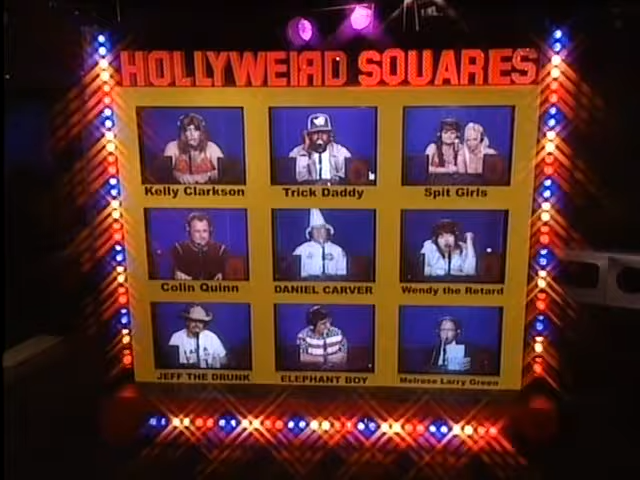 HOLLYWEIRD SQUARES
Kelly Clarkson Trick Daddy Spit Girls
Colin Quinn DANIEL CARVER Wendy the Retard
JEFF THE DRUNK ELEPHANT BOY Melrose Larry Green